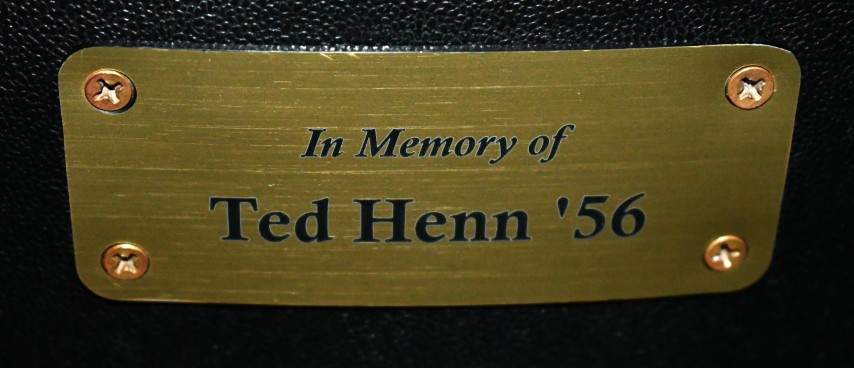 In Memory of
Ted Henn '56